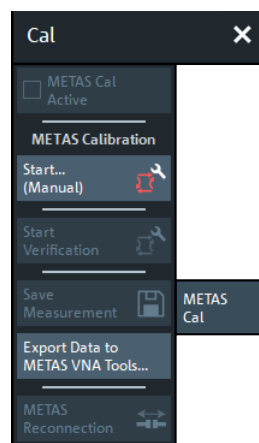 Cal
METAS Cal
Active
METAS Calibration
Start...
(Manual)
Start
Verification
Save
Measurement
METAS
Cal
Export Data to
METAS VNA Tools...
METAS
Reconnection